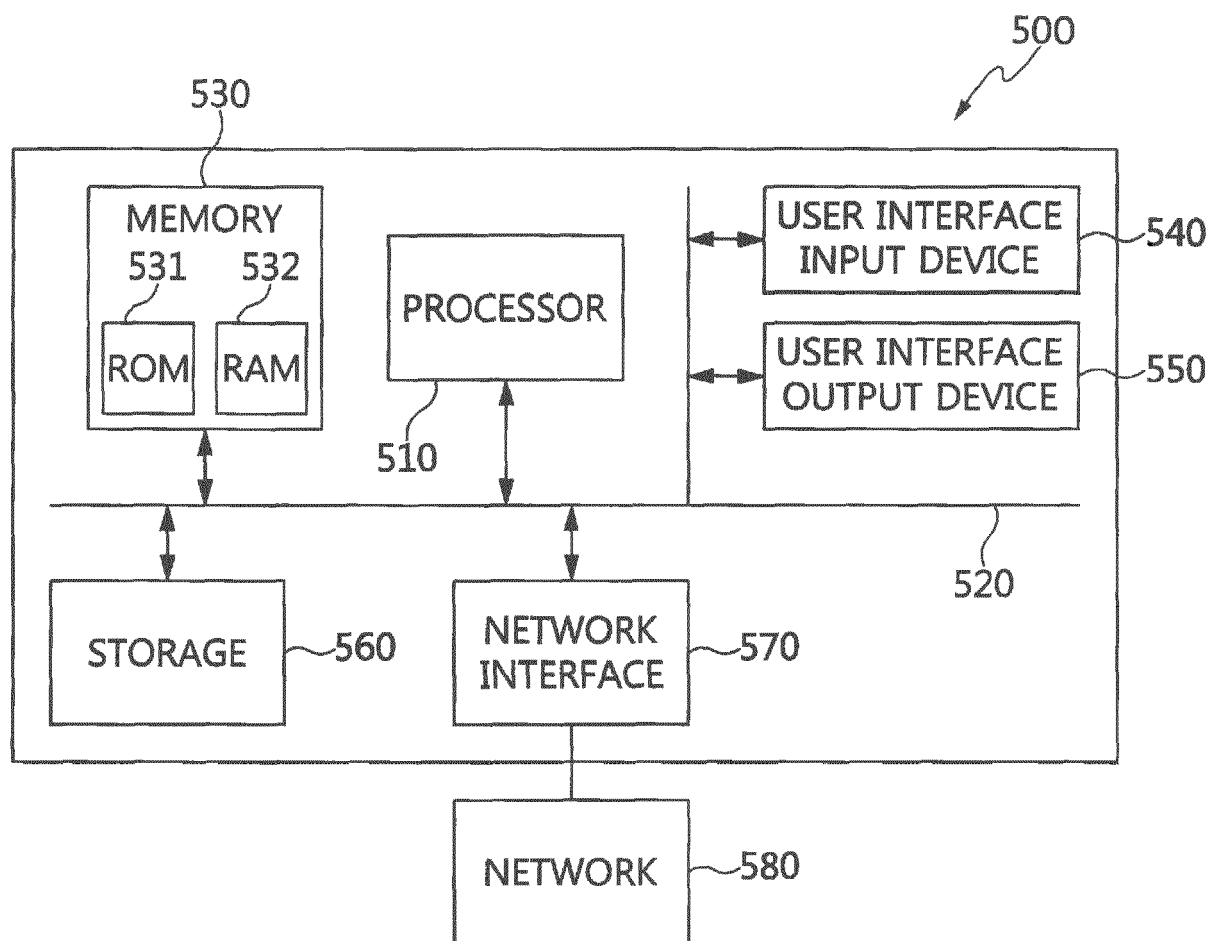 500
530
MEMORY
531
532
ROM
RAM
PROCESSOR
510
USER INTERFACE
INPUT DEVICE
540
USER INTERFACE
OUTPUT DEVICE
550
520
STORAGE
560
NETWORK
INTERFACE
570
NETWORK
580